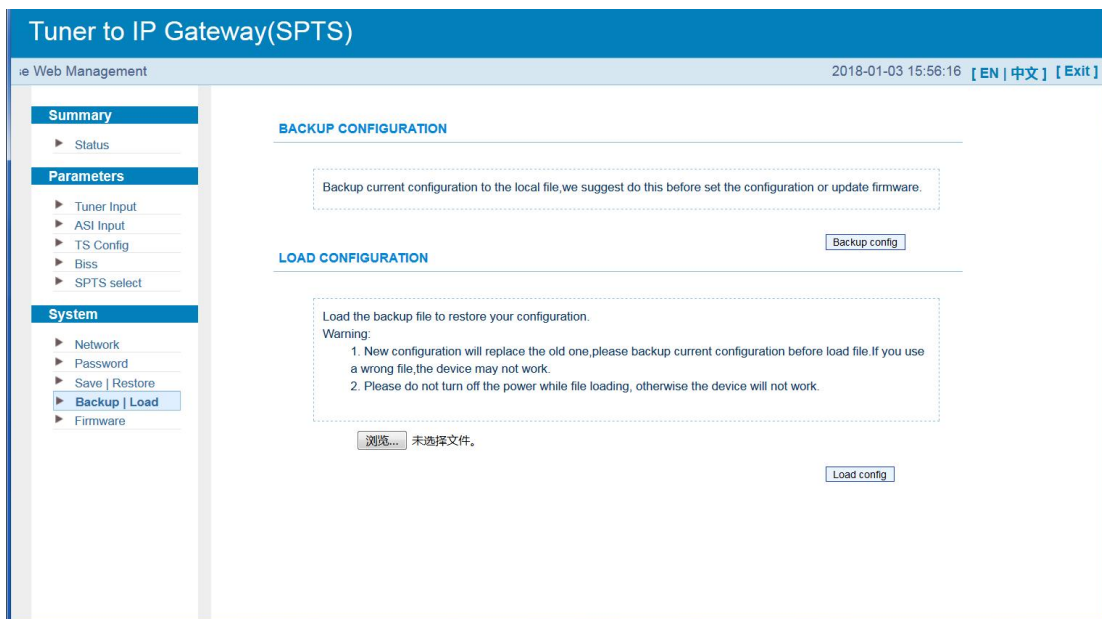 Tuner to IP Gateway(SPTS)
e Web Management
2018-01-03 15:56:16 [ EN | 中文 ] [ Exit ]
Summary
Status
Parameters
Tuner Input
ASI Input
TS Config
Biss
SPTS select
System
Network
Password
Save | Restore
Backup | Load
Firmware
BACKUP CONFIGURATION
Backup current configuration to the local file,we suggest do this before set the configuration or update firmware.
Backup config
LOAD CONFIGURATION
Load the backup file to restore your configuration.
Warning:
1. New configuration will replace the old one,please backup current configuration before load file.If you use
a wrong file,the device may not work.
2. Please do not turn off the power while file loading, otherwise the device will not work.
浏览... 未选择文件。
Load config